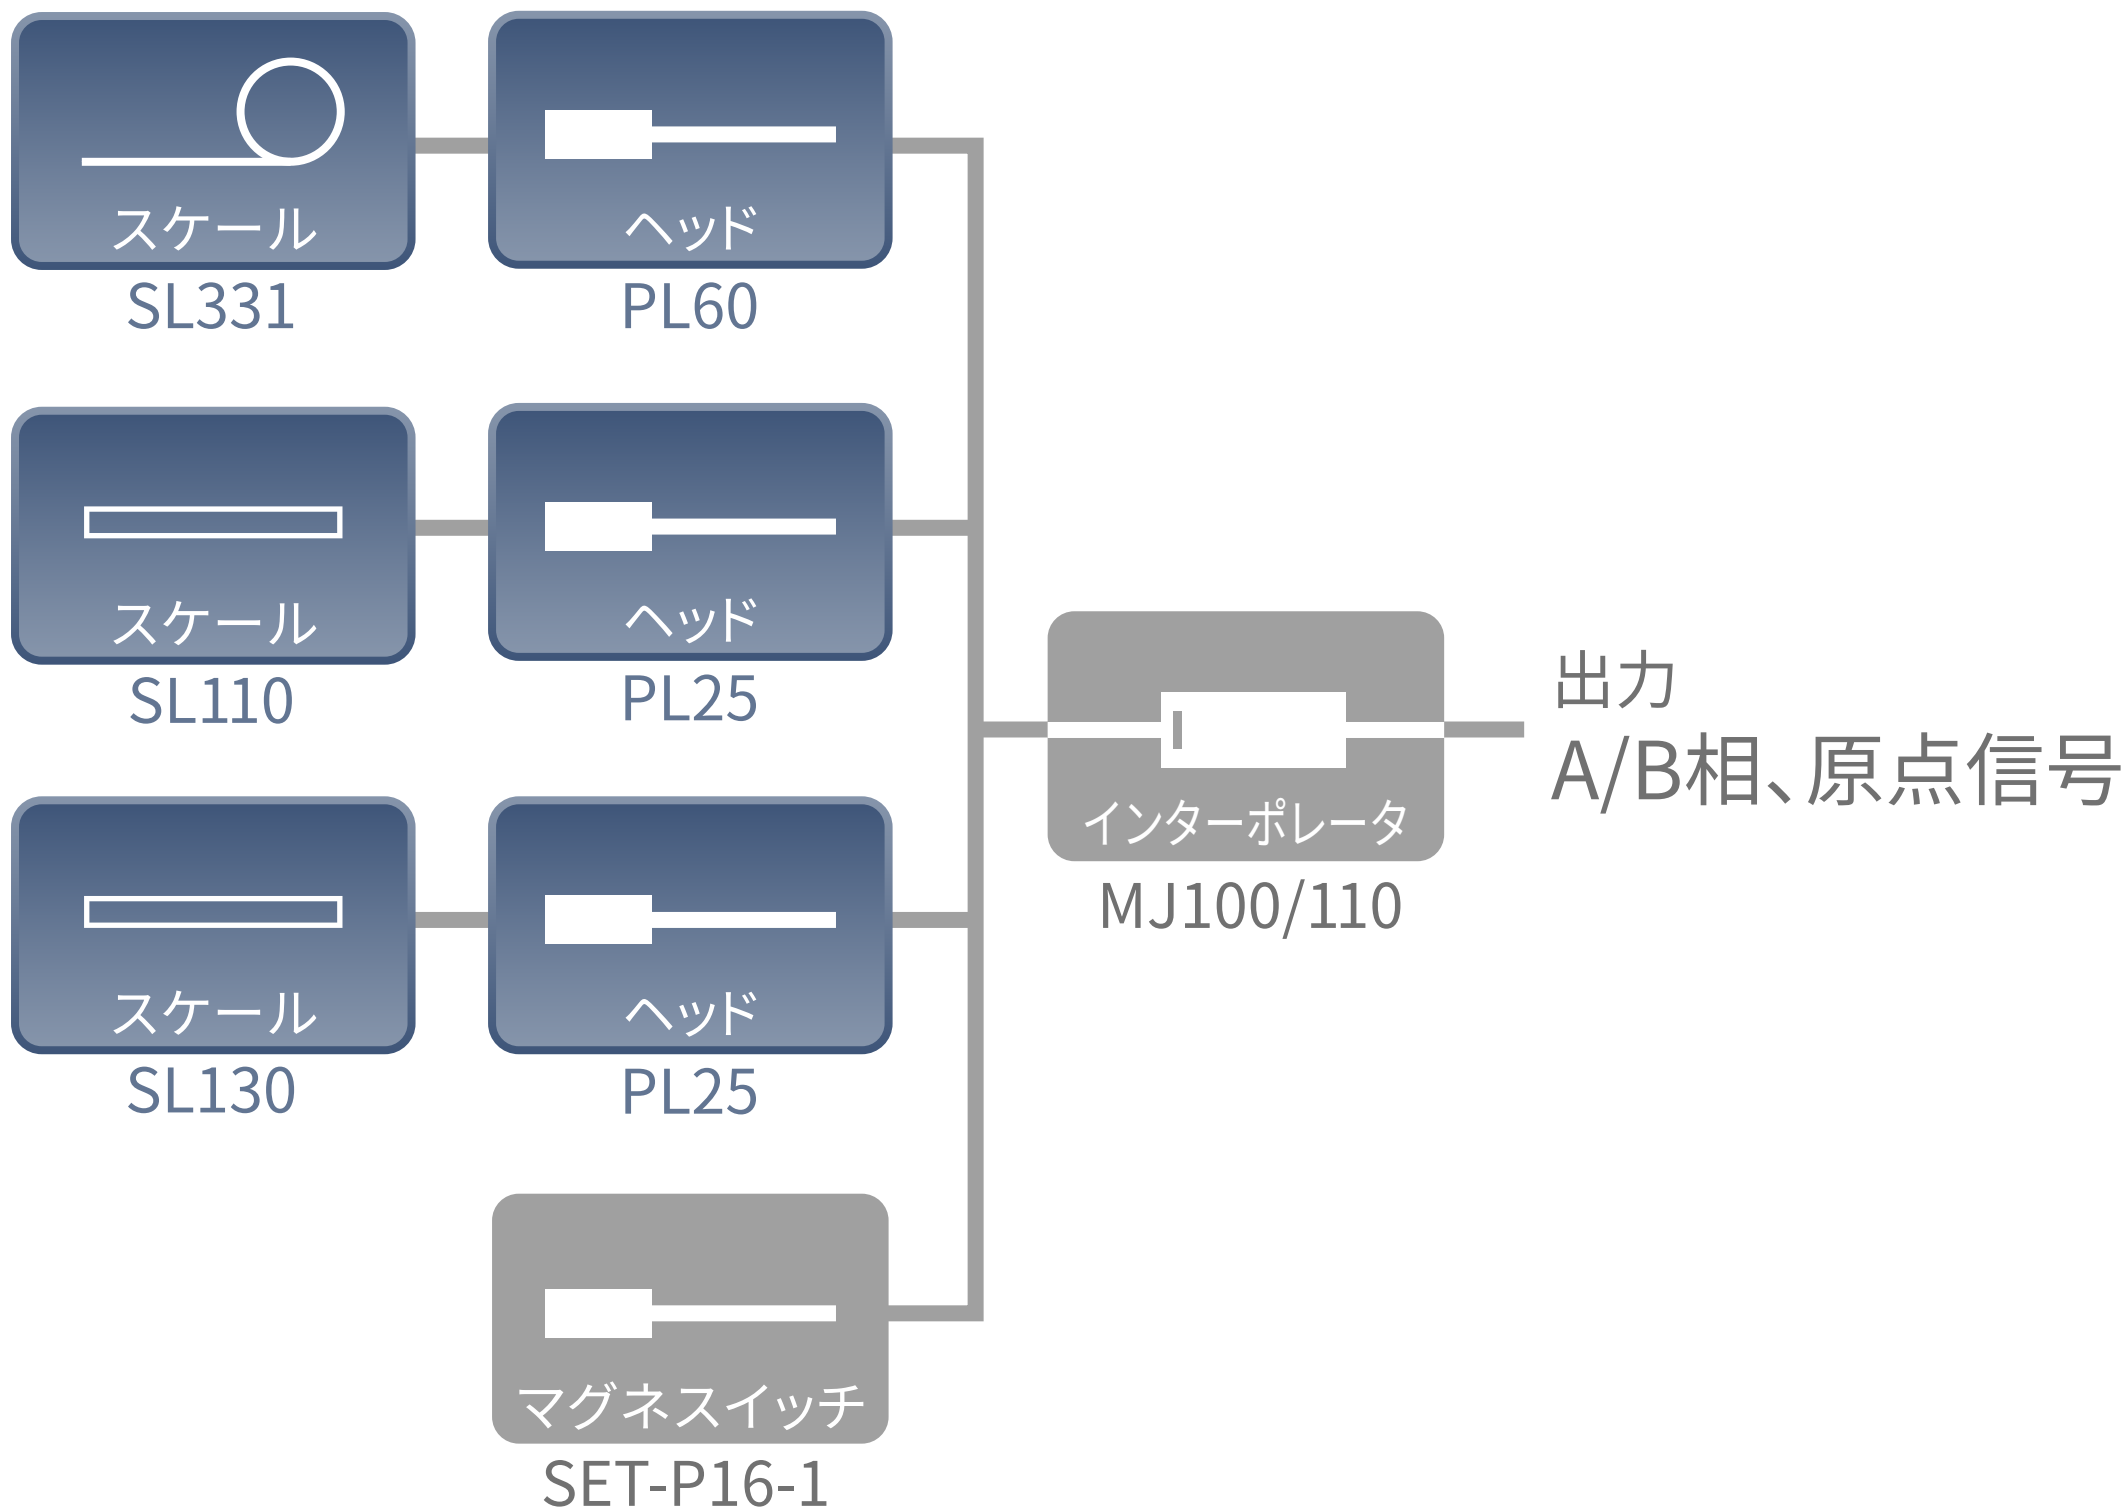 スケール
SL331
ヘッド
PL60
スケール
SL110
ヘッド
PL25
スケール
SL130
ヘッド
PL25
マグネスイッチ
SET-P16-1
インターポレータ
MJ100/110
出力
A/B相、原点信号